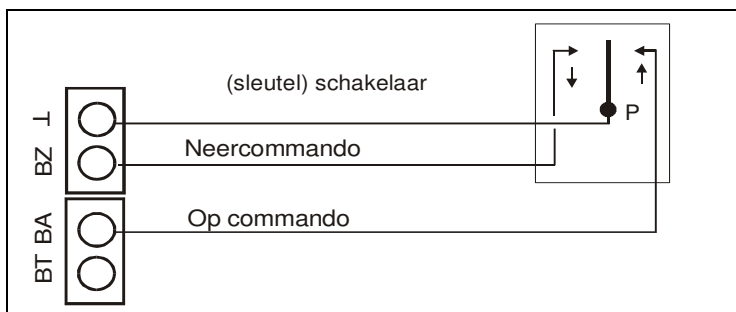 (sleutel) schakelaar
⊥
P
BZ
Neercommando
BA
Op commando
BT